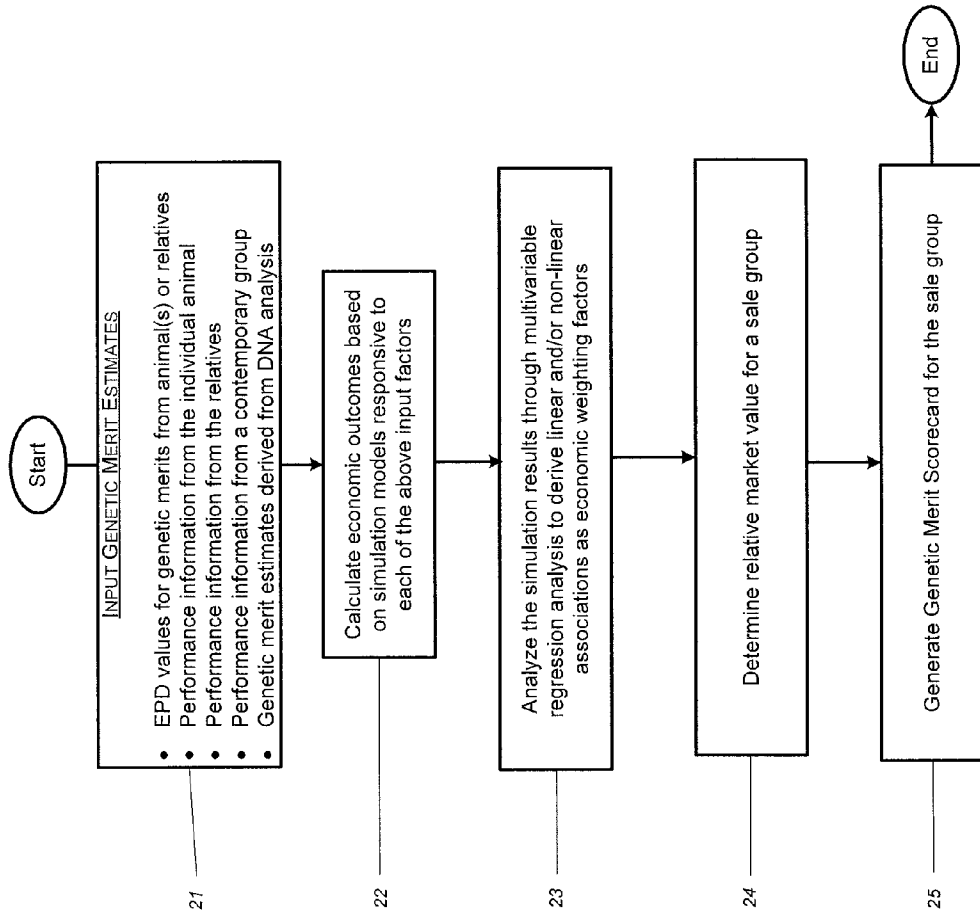 Start
INPUT GENETIC MERIT ESTIMATES
• EPD values for genetic merits from animal(s) or relatives
• Performance information from the individual animal
• Performance information from the relatives
• Performance information from a contemporary group
• Genetic merit estimates derived from DNA analysis
21
Calculate economic outcomes based
on simulation models responsive to
each of the above input factors
22
Analyze the simulation results through multivariable
regression analysis to derive linear and/or non-linear
associations as economic weighting factors
23
Determine relative market value for a sale group
24
Generate Genetic Merit Scorecard for the sale group
25
End